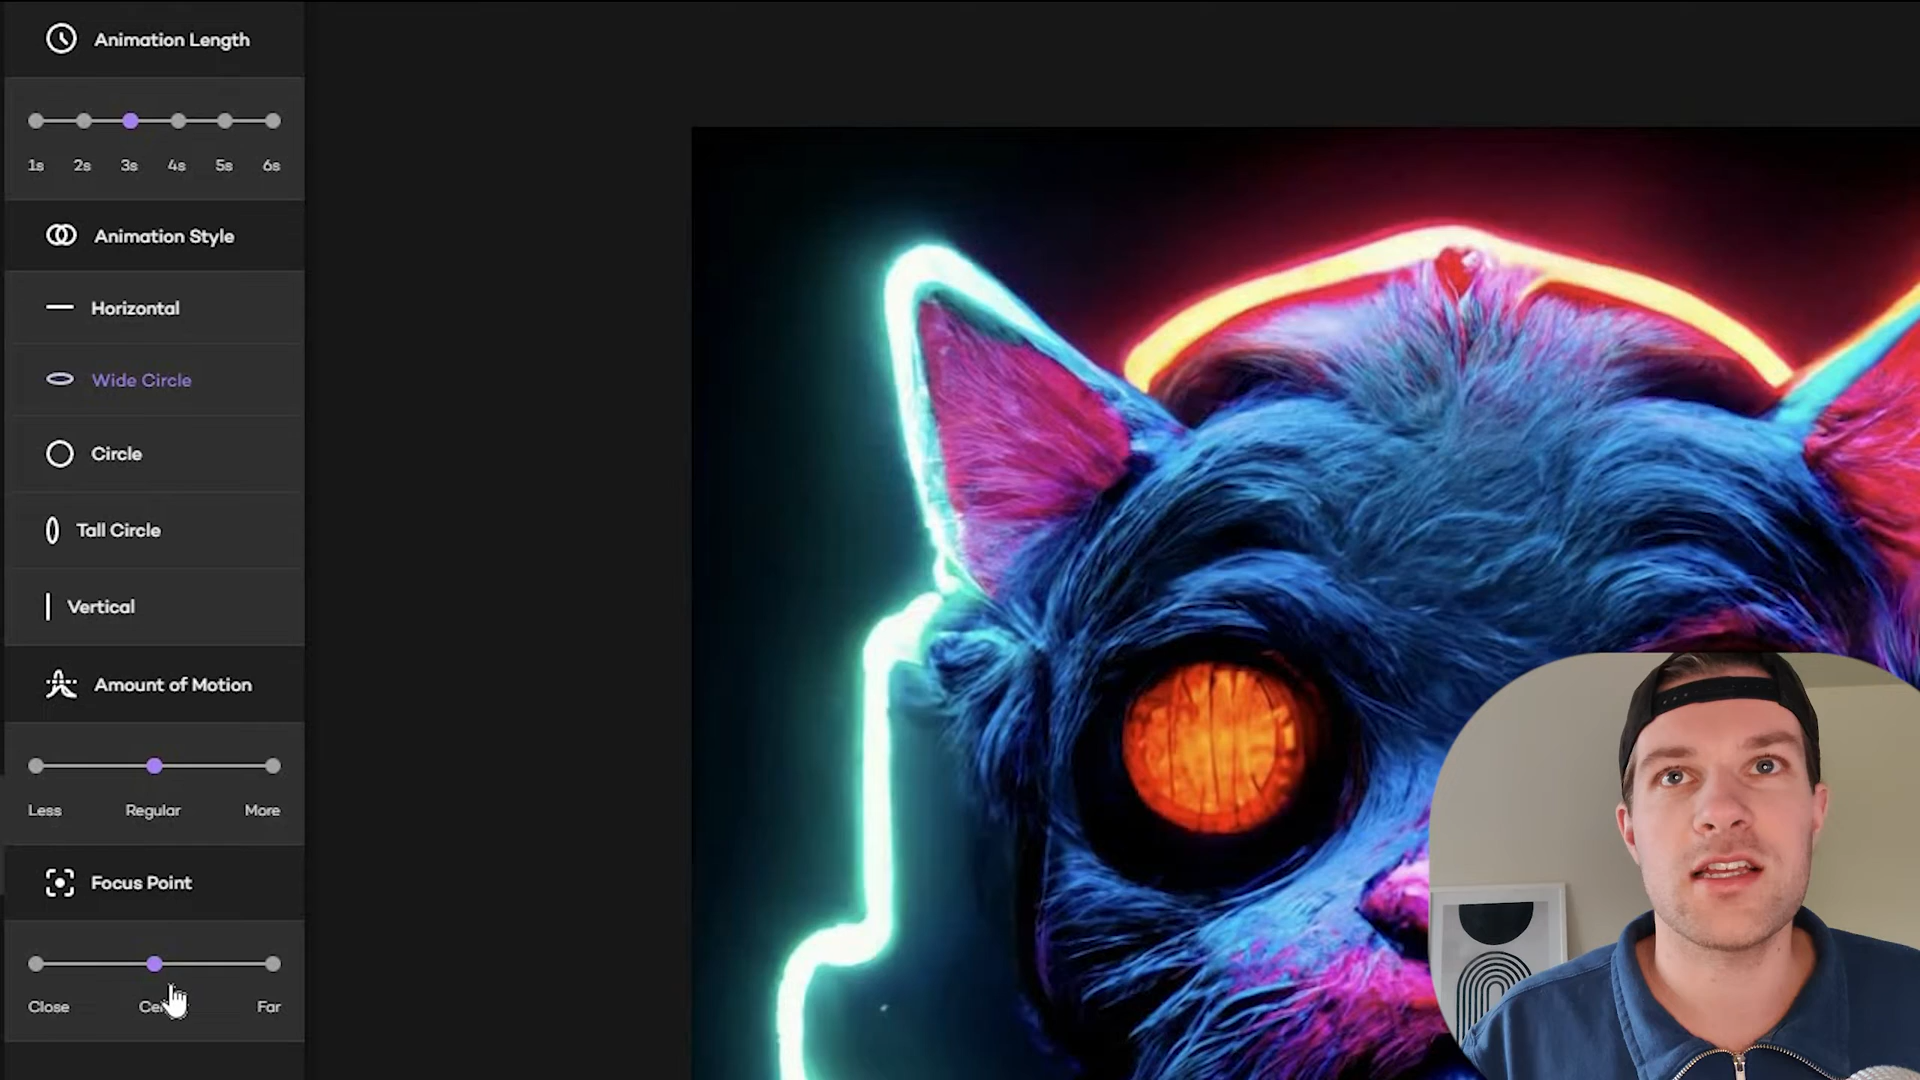 Animation Length
1s 2s 3s 4s 5s 6s
Animation Style
Horizontal
Wide Circle
Circle
Tall Circle
Vertical
Amount of Motion
Less Regular More
Focus Point
Close Far